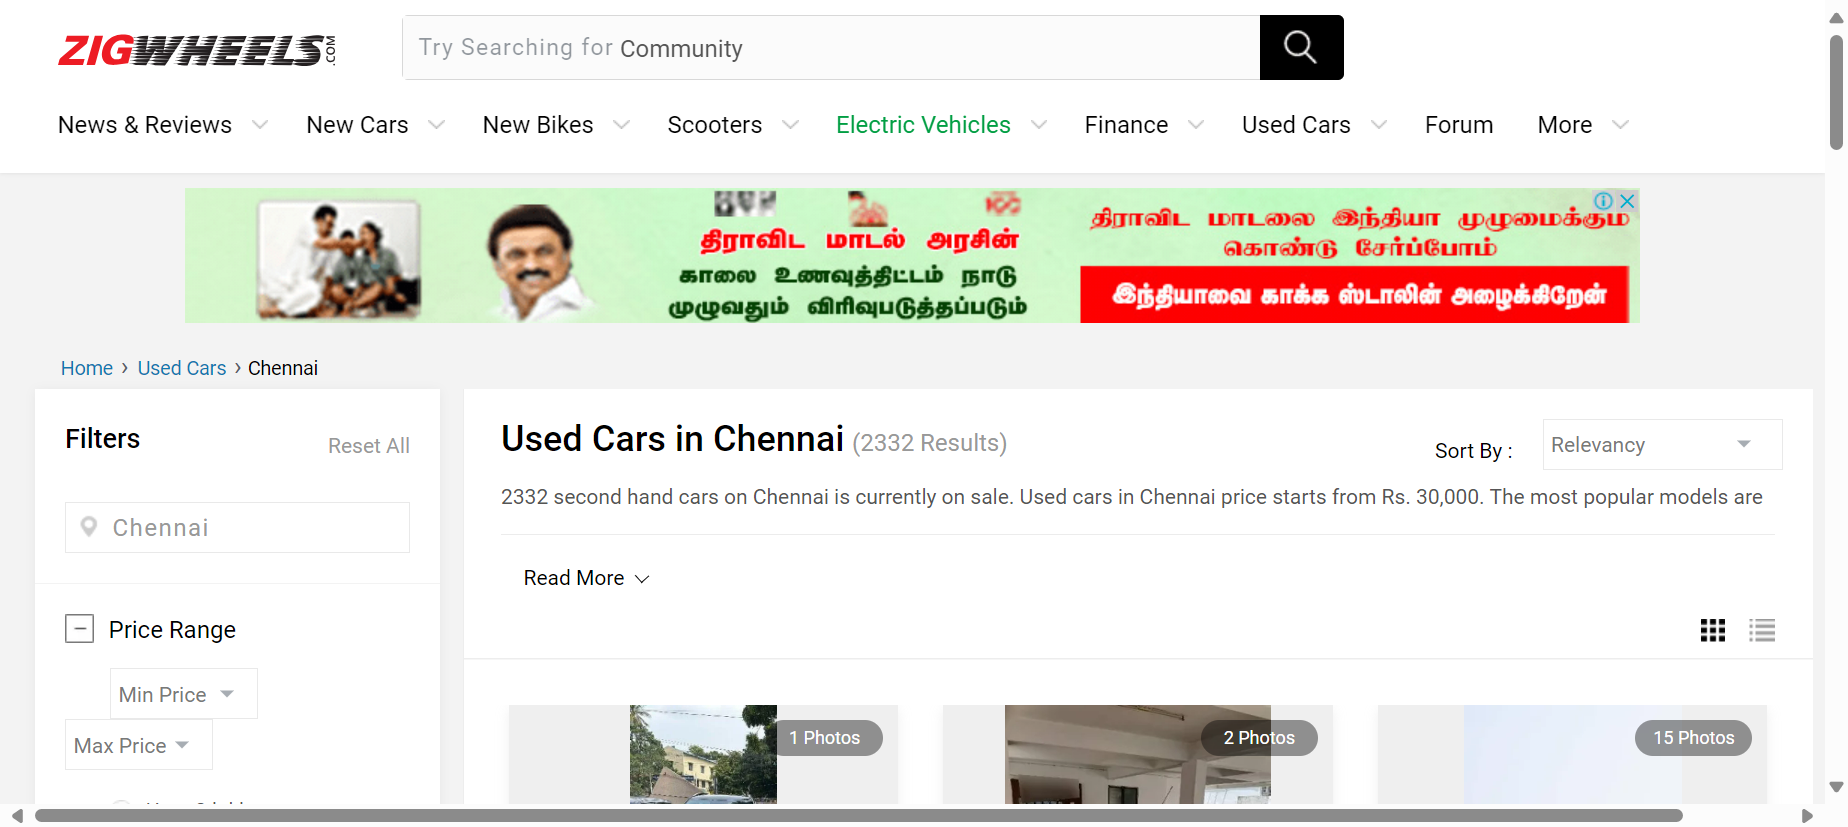 ZIGWHEELS.COM
Try Searching for Community
News & Reviews
New Cars
New Bikes
Scooters
Electric Vehicles
Finance
Used Cars
Forum
More
திராவிட மாடல் அரசின்
காலை உணவுத்திட்டம் நாடு
முழுவதும் விரிவுபடுத்தப்படும்
திராவிட மாடலை இந்தியா முழுமைக்கும்
கொண்டு சேர்ப்போம்
இந்தியாவை காக்க ஸ்டாலின் அழைக்கிறேன்
Home › Used Cars › Chennai
Filters
Reset All
Chennai
Price Range
Min Price
Max Price
Used Cars in Chennai (2332 Results)
Sort By :
Relevancy
2332 second hand cars on Chennai is currently on sale. Used cars in Chennai price starts from Rs. 30,000. The most popular models are
Read More
1 Photos
2 Photos
15 Photos